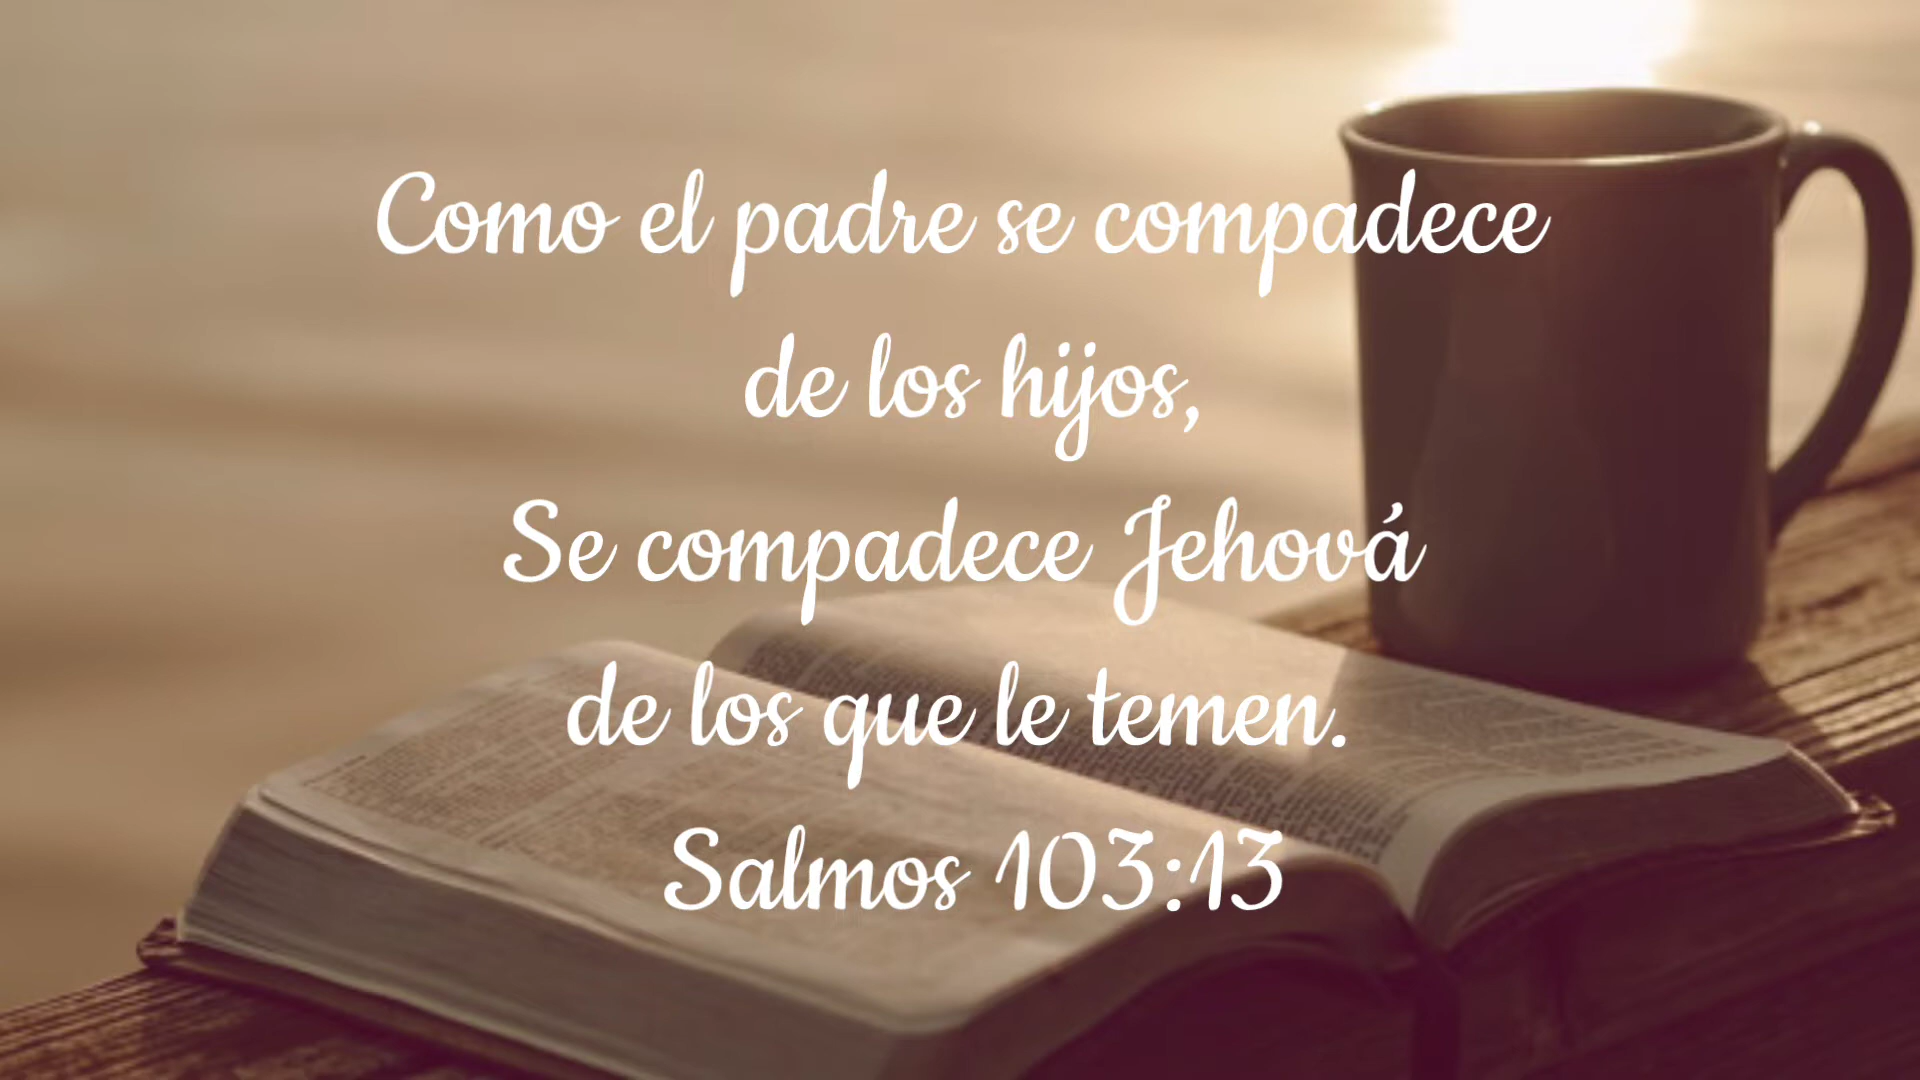 Como el padre se compadece
de los hijos,
Se compadece Jehová
de los que le temen.
Salmos 103:13